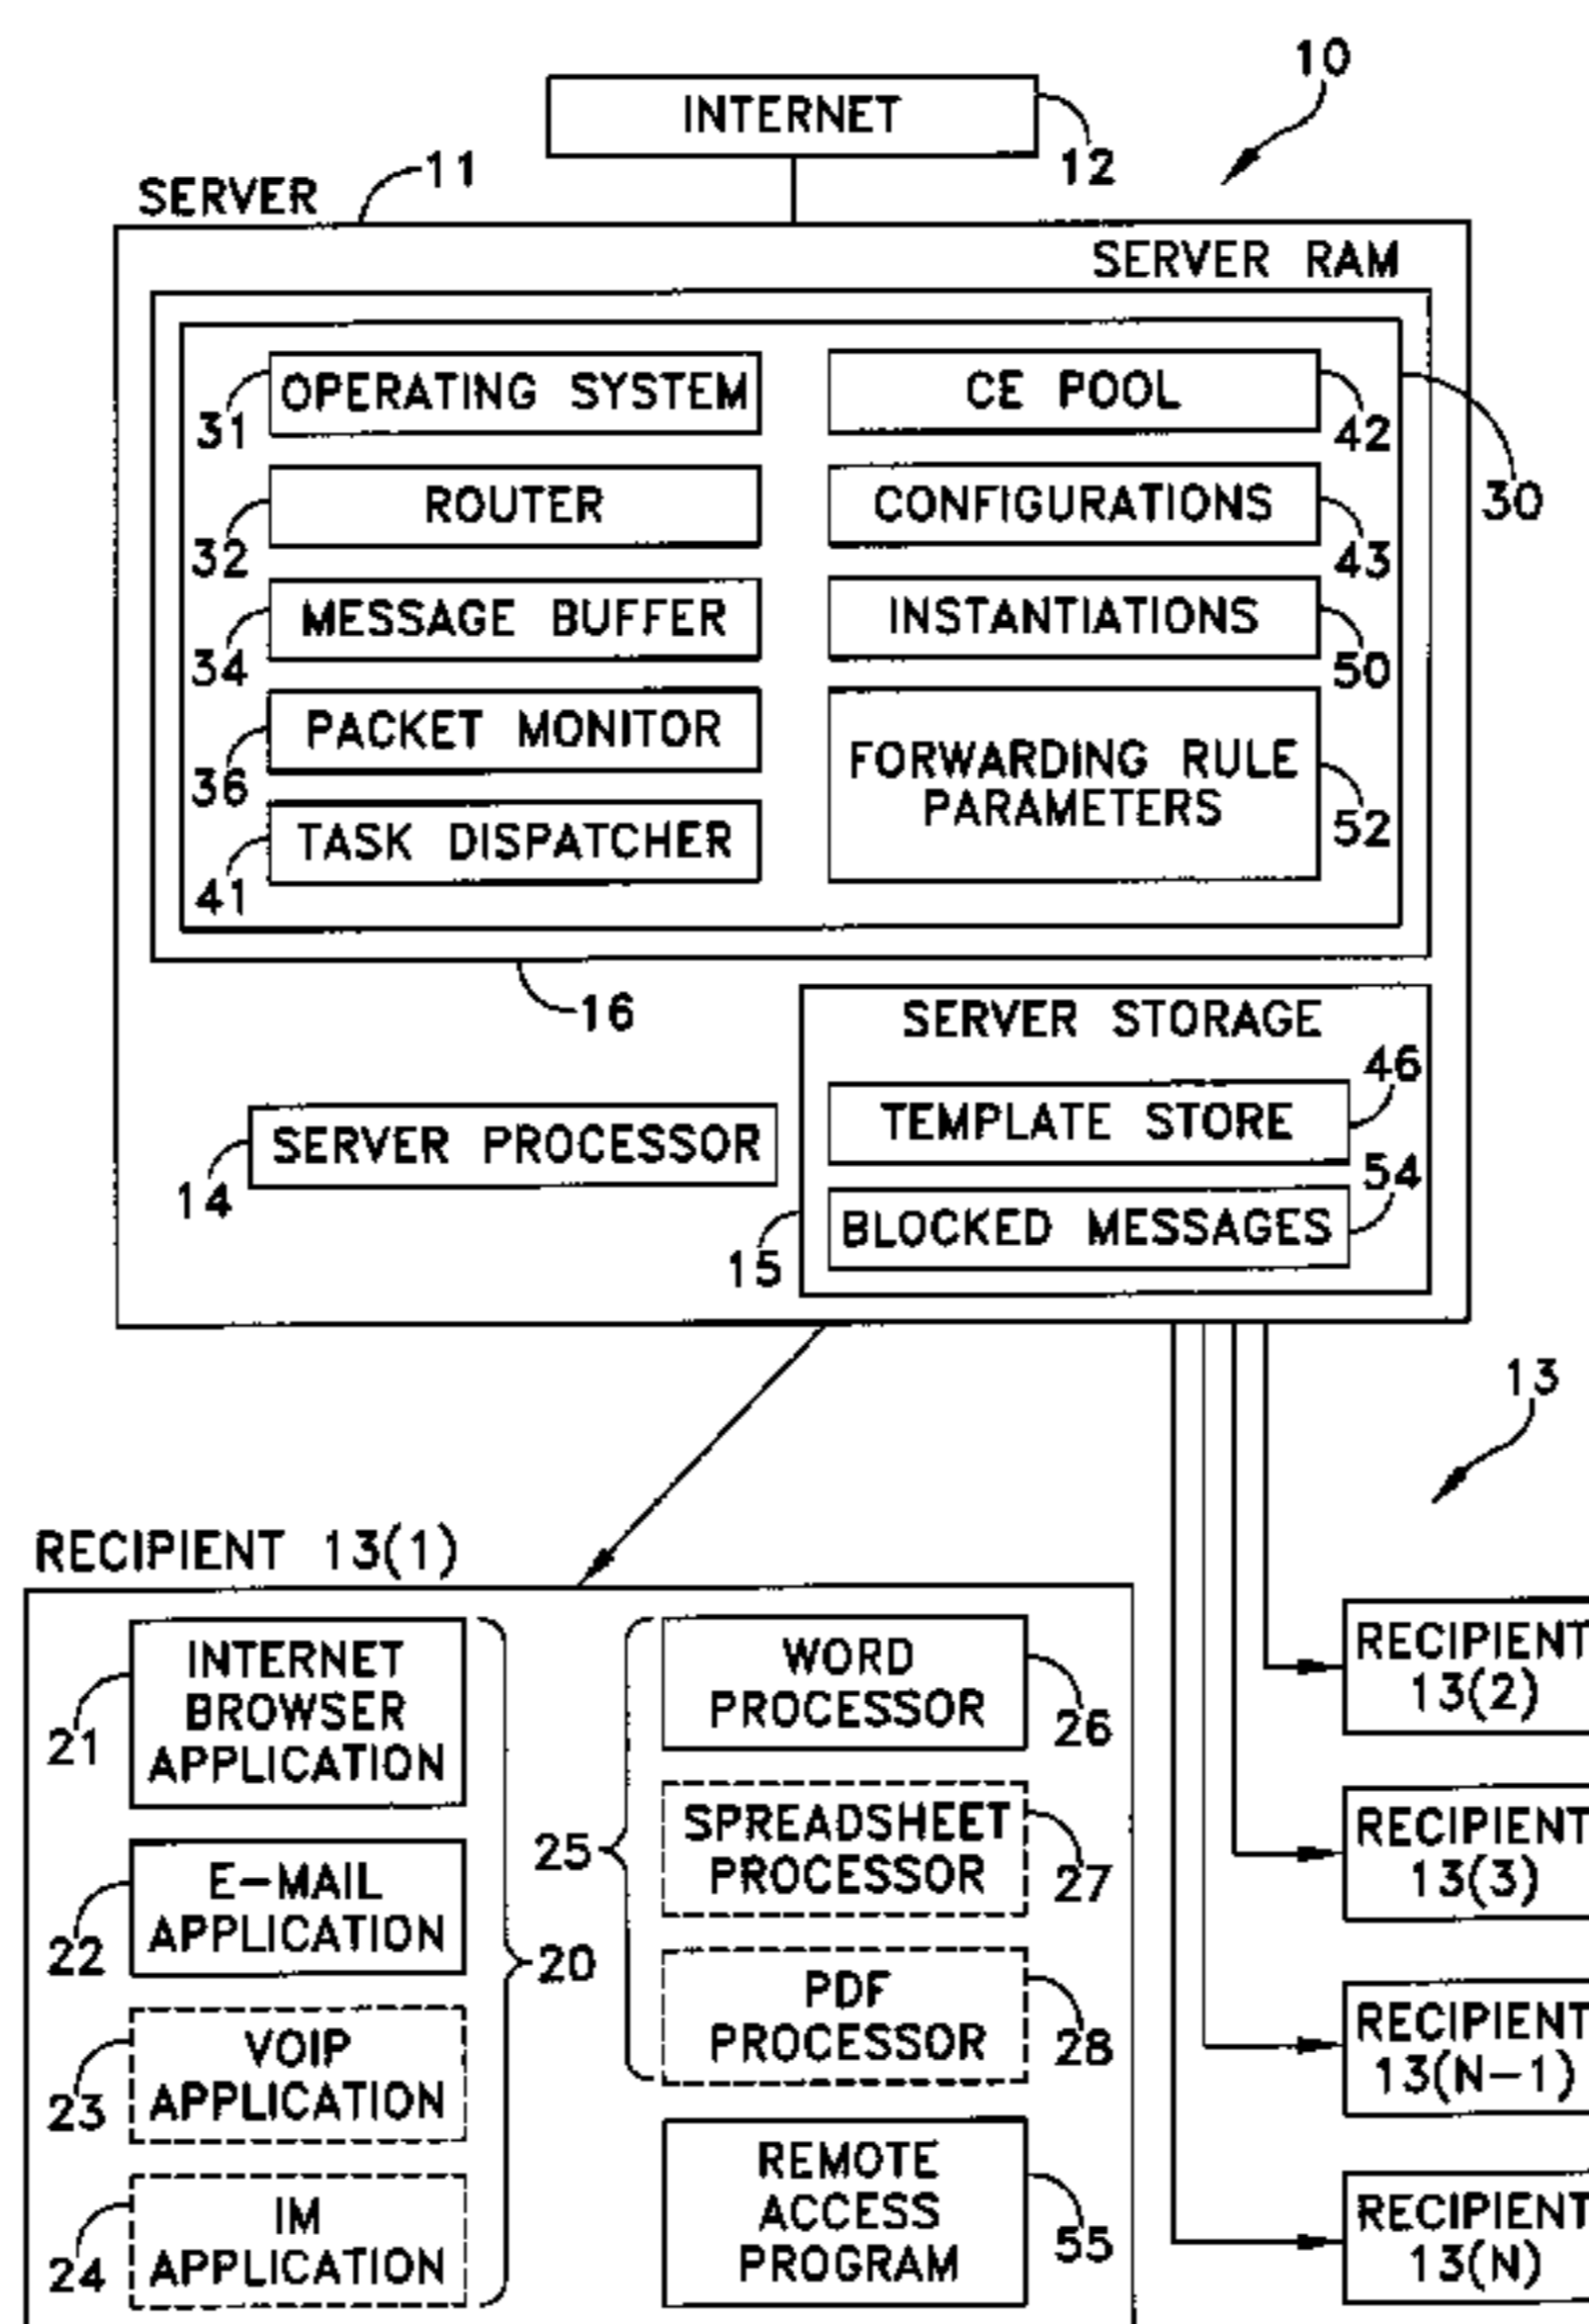 10
INTERNET
12
SERVER
11
SERVER RAM
OPERATING SYSTEM
31
CE POOL
42
30
ROUTER
32
CONFIGURATIONS
43
MESSAGE BUFFER
34
INSTANTIATIONS
50
PACKET MONITOR
36
FORWARDING RULE
PARAMETERS
52
TASK DISPATCHER
41
16
SERVER STORAGE
46
TEMPLATE STORE
SERVER PROCESSOR
14
54
BLOCKED MESSAGES
15
13
RECIPIENT 13(1)
INTERNET
BROWSER
APPLICATION
21
E-MAIL
APPLICATION
22
VOIP
APPLICATION
23
IM
APPLICATION
24
20
25
WORD
PROCESSOR
26
SPREADSHEET
PROCESSOR
27
PDF
PROCESSOR
28
REMOTE
ACCESS
PROGRAM
55
RECIPIENT
13(2)
RECIPIENT
13(3)
RECIPIENT
13(N-1)
RECIPIENT
13(N)